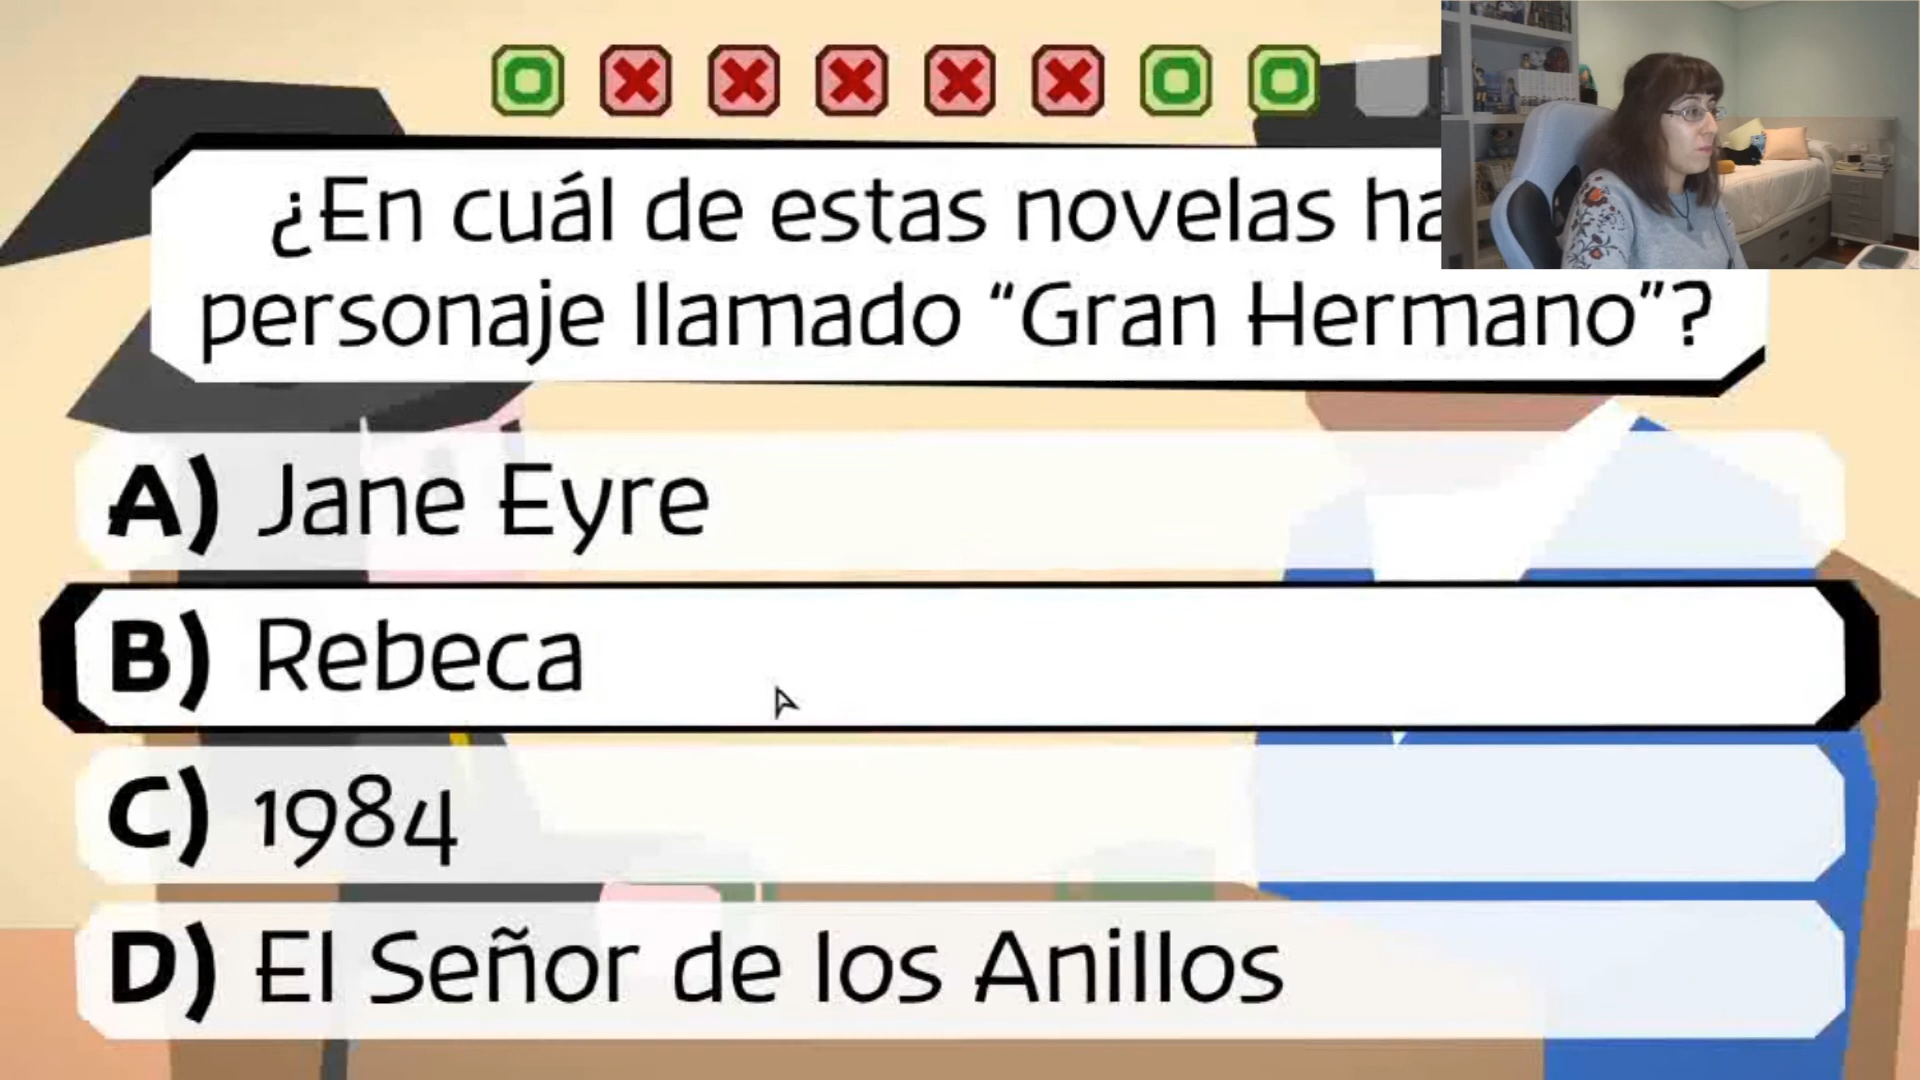 ¿En cuál de estas novelas ha
personaje llamado “Gran Hermano”?
A) Jane Eyre
B) Rebeca
C) 1984
D) El Señor de los Anillos